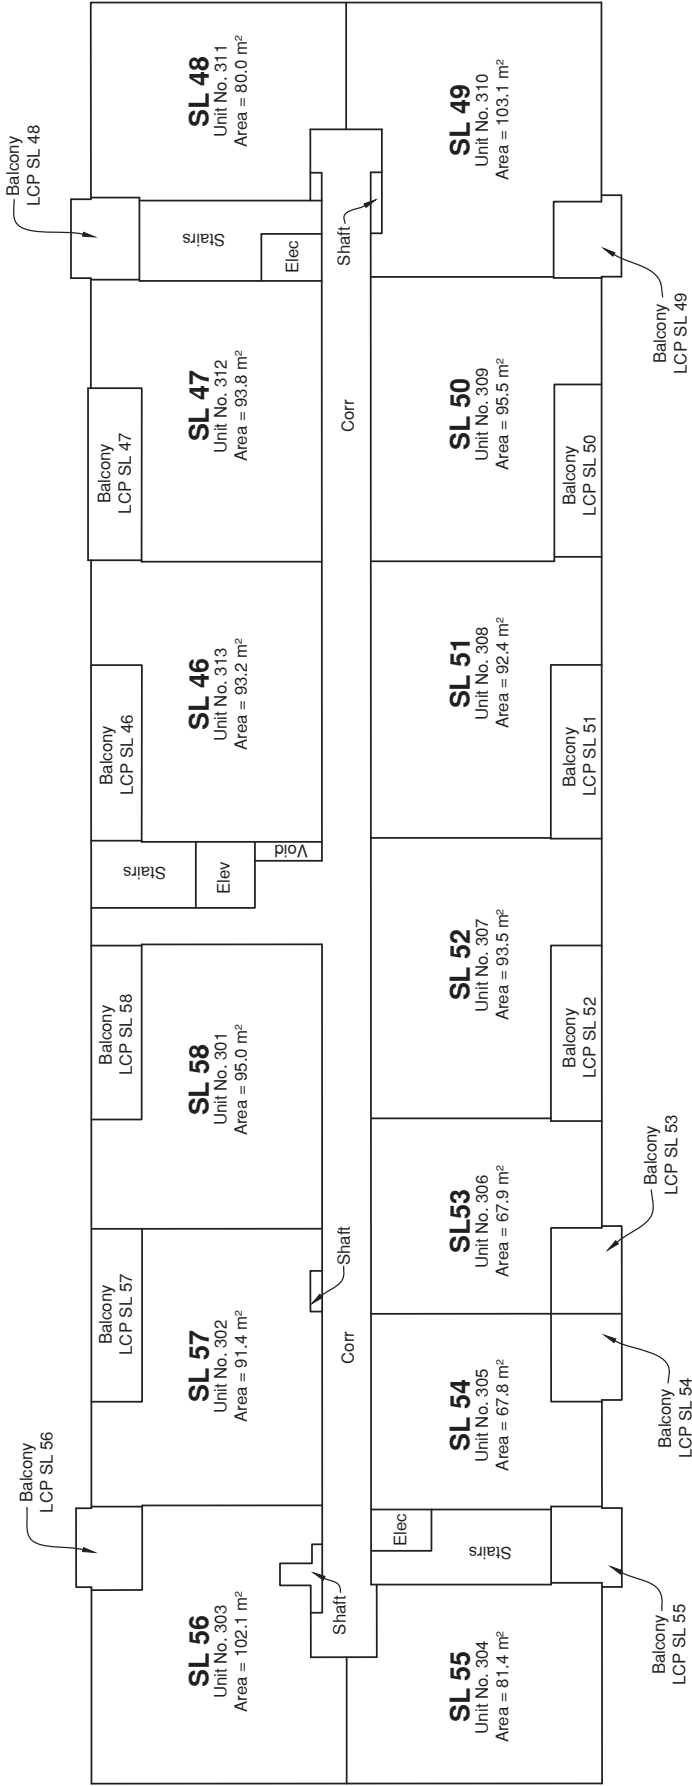 Balcony
LCP SL 56
Balcony
LCP SL 48
Balcony
LCP SL 57
Balcony
LCP SL 58
Stairs
Balcony
LCP SL 46
Balcony
LCP SL 47
SL 56
Unit No. 303
Area = 102.1 m²
SL 57
Unit No. 302
Area = 91.4 m²
SL 58
Unit No. 301
Area = 95.0 m²
Elev
Void
SL 46
Unit No. 313
Area = 93.2 m²
SL 47
Unit No. 312
Area = 93.8 m²
Stairs
Elec
SL 48
Unit No. 311
Area = 80.0 m²
Shaft
Corr
Shaft
Corr
Shaft
SL 55
Unit No. 304
Area = 81.4 m²
Elec
Stairs
SL 54
Unit No. 305
Area = 67.8 m²
SL53
Unit No. 306
Area = 67.9 m²
SL 52
Unit No. 307
Area = 93.5 m²
SL 51
Unit No. 308
Area = 92.4 m²
SL 50
Unit No. 309
Area = 95.5 m²
SL 49
Unit No. 310
Area = 103.1 m²
Balcony
LCP SL 52
Balcony
LCP SL 51
Balcony
LCP SL 50
Balcony
LCP SL 55
Balcony
LCP SL 54
Balcony
LCP SL 53
Balcony
LCP SL 49